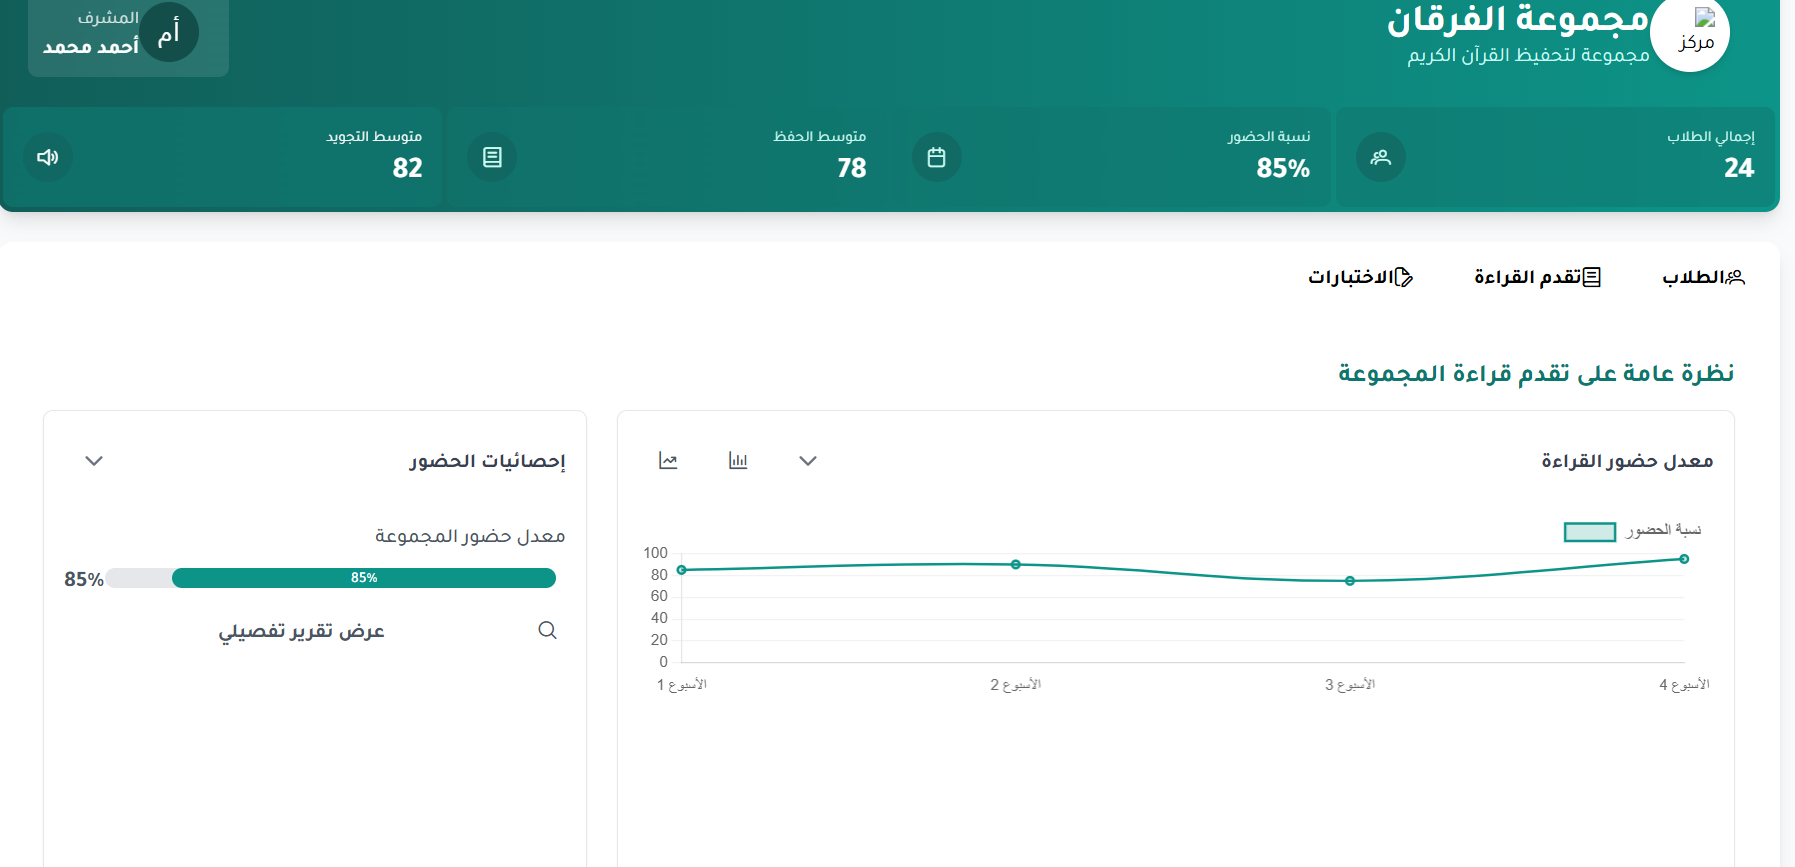 مجموعة الفرقان
مجموعة لتحفيظ القرآن الكريم
مركز
المشرف
أحمد محمد
أم
إجمالي الطلاب
24
نسبة الحضور
85%
متوسط الحفظ
78
متوسط التجويد
82
الطلاب
تقدم القراءة
الاختبارات
نظرة عامة على تقدم قراءة المجموعة
معدل حضور القراءة
نسبة الحضور
100
80
60
40
20
0
الأسبوع 1
الأسبوع 2
الأسبوع 3
الأسبوع 4
إحصائيات الحضور
معدل حضور المجموعة
85%
85%
عرض تقرير تفصيلي